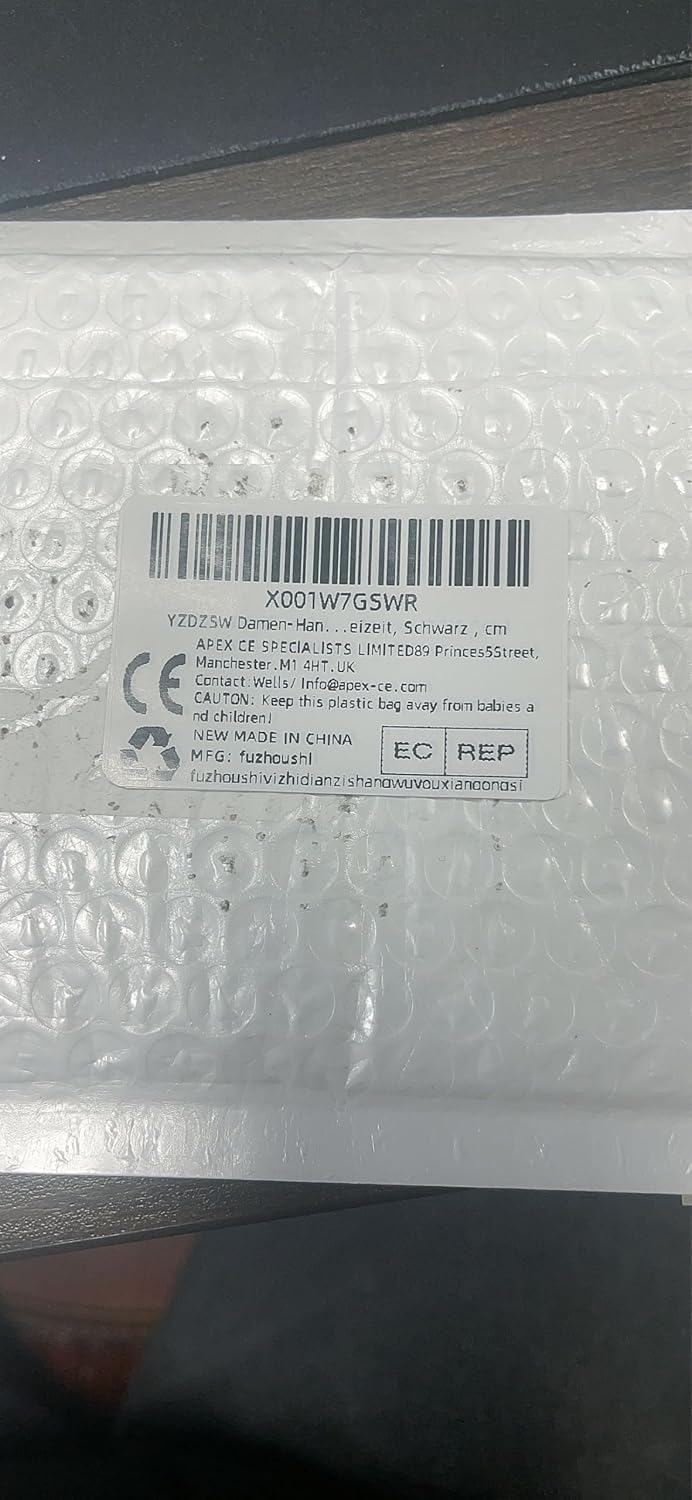 X001W7GSWR
YZDZSW Damen-Han...eizeit, Schwarz , cm
APEX CE SPECIALISTS LIMITED89 Princes5Street,
Manchester.M1 4HT.UK
Contact:Wells/ Info@apex-ce.com
CAUTON: Keep this plastic bag avay from babies a
nd children!
CE
NEW MADE IN CHINA
MFG: fuzhoushi
EC REP
fuzhoushivizhidianzishangwuvouxiangongsi